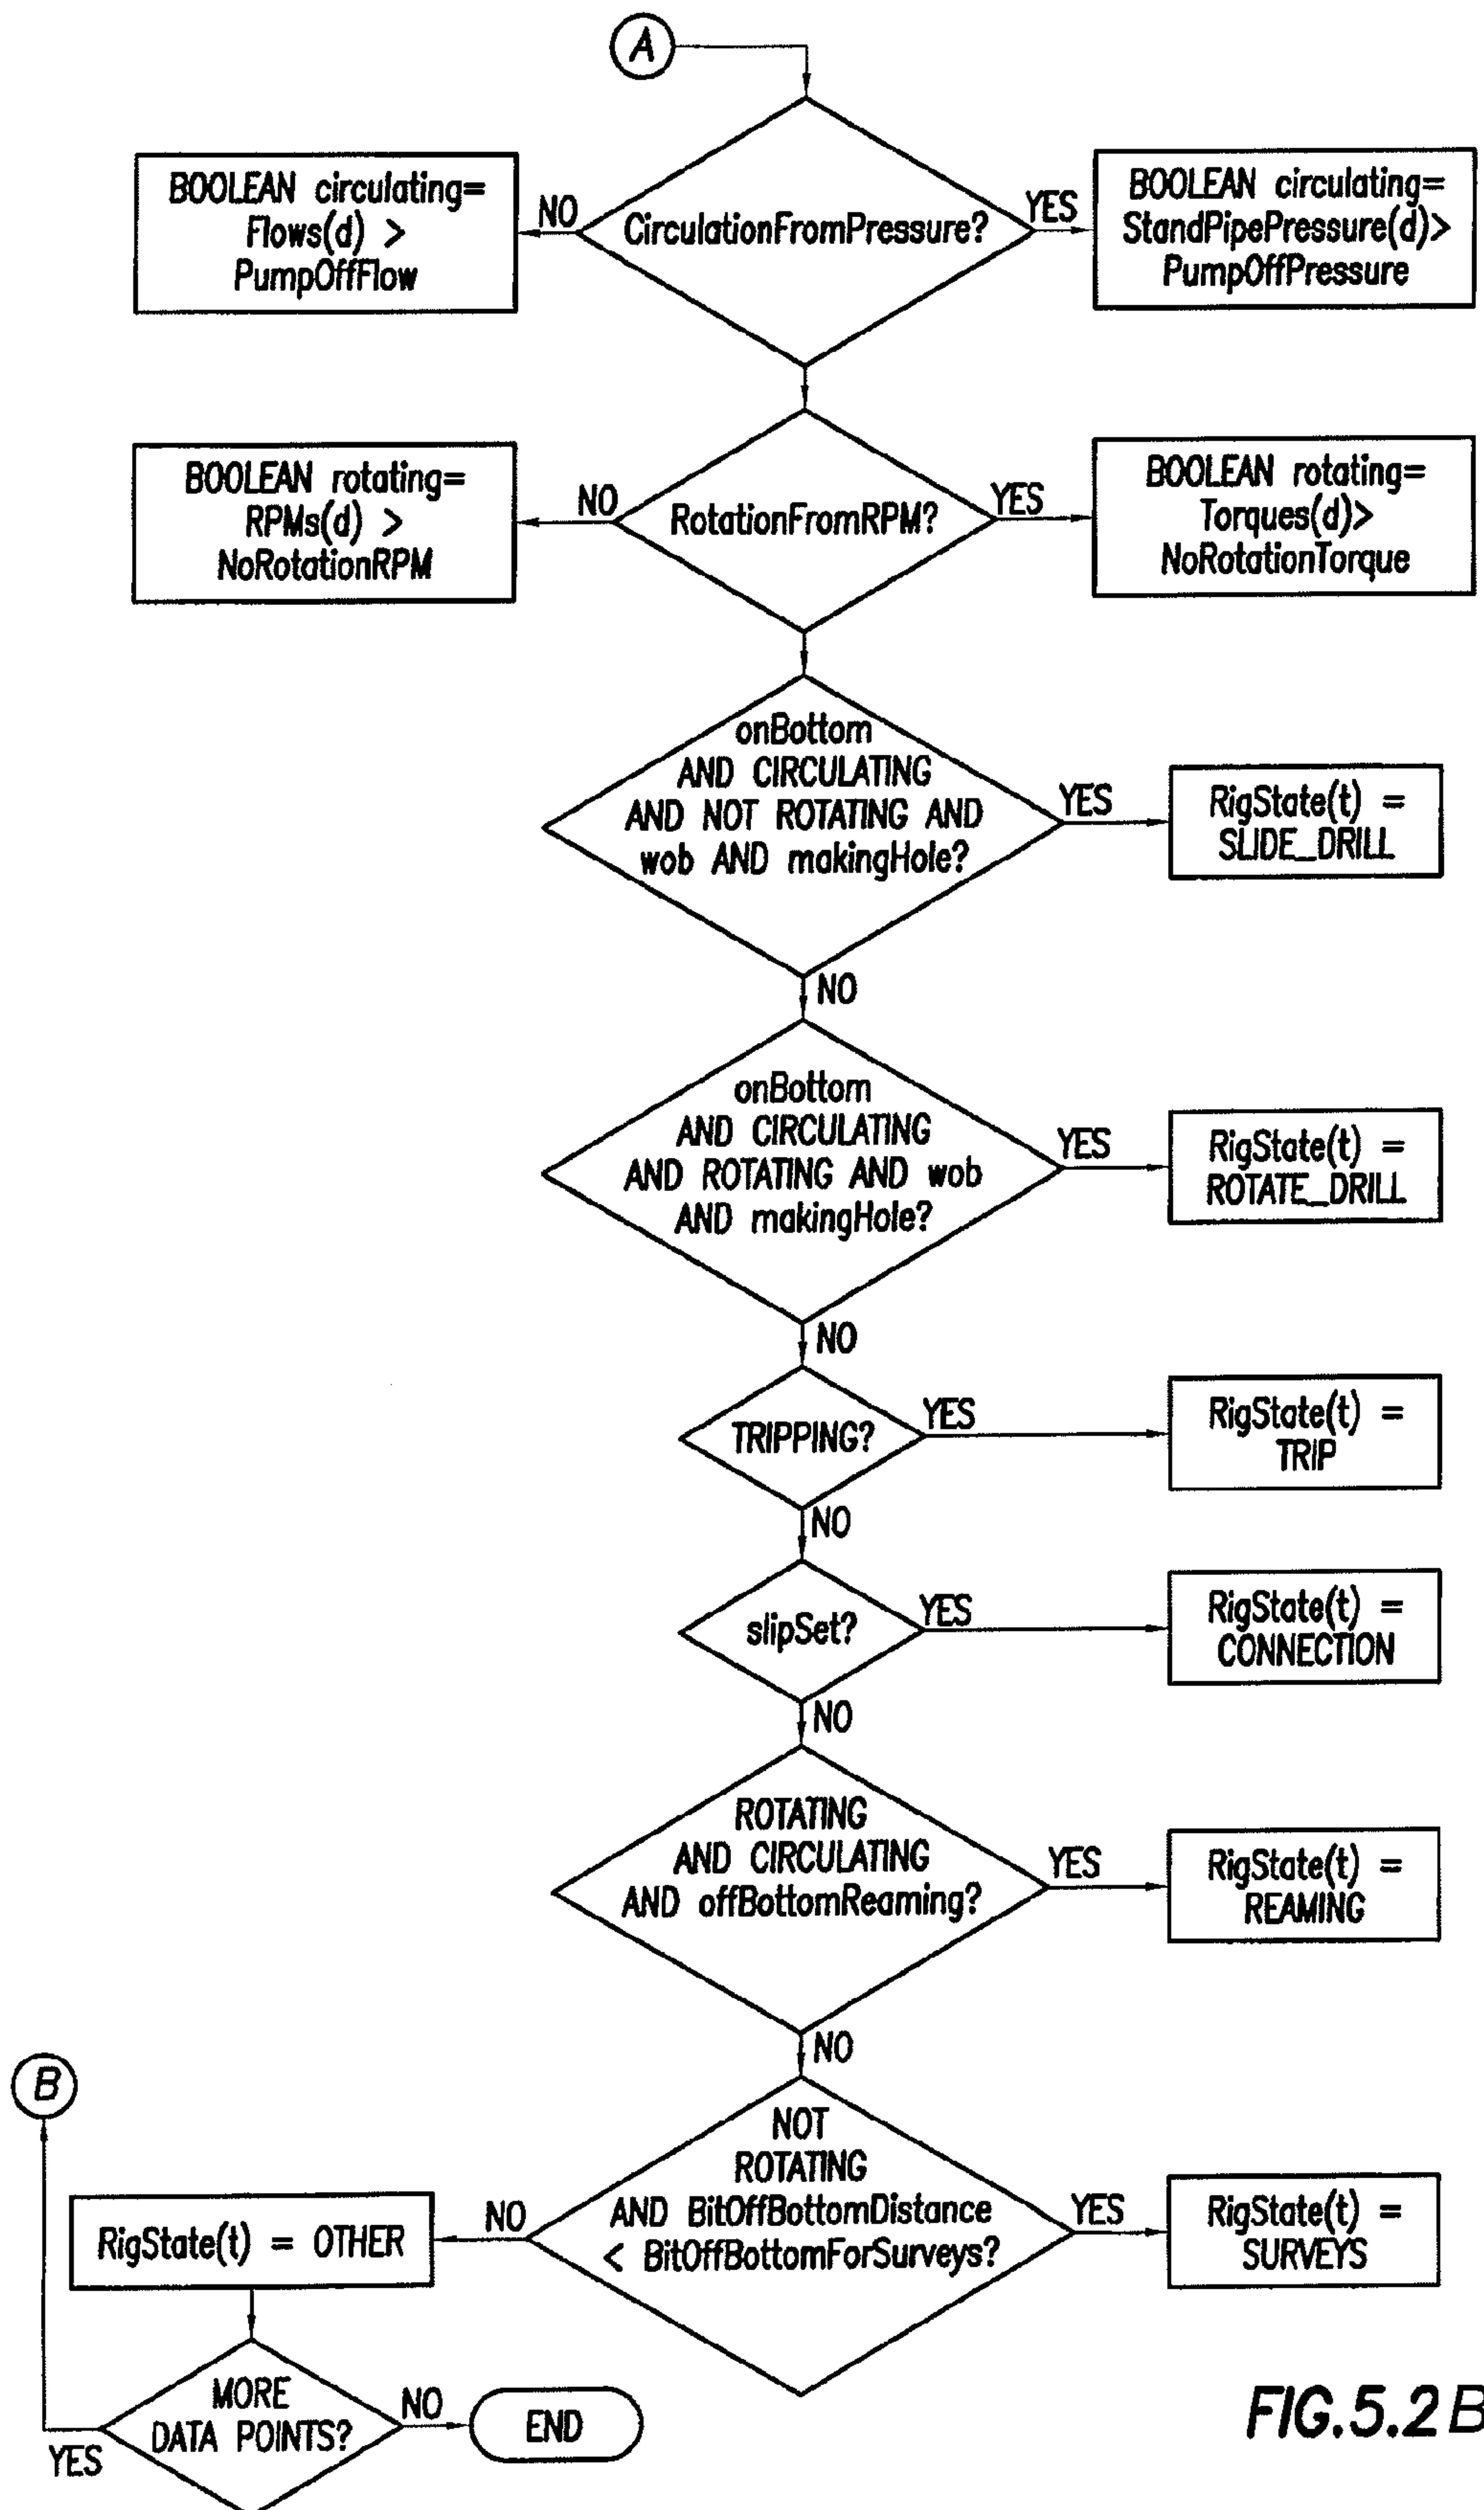 A
BOOLEAN circulating=
Flows(d) >
PumpOffFlow
NO
CirculationFromPressure?
YES
BOOLEAN circulating=
StandPipePressure(d)>
PumpOffPressure
BOOLEAN rotating=
RPMs(d) >
NoRotationRPM
NO
RotationFromRPM?
YES
BOOLEAN rotating=
Torques(d)>
NoRotationTorque
onBottom
AND CIRCULATING
AND NOT ROTATING AND
wob AND makingHole?
YES
RigState(t) =
SLIDE_DRILL
NO
onBottom
AND CIRCULATING
AND ROTATING AND wob
AND makingHole?
YES
RigState(t) =
ROTATE_DRILL
NO
TRIPPING?
YES
RigState(t) =
TRIP
NO
slipSet?
YES
RigState(t) =
CONNECTION
NO
ROTATING
AND CIRCULATING
AND offBottomReaming?
YES
RigState(t) =
REAMING
NO
B
NOT
ROTATING
AND BitOffBottomDistance
< BitOffBottomForSurveys?
YES
RigState(t) =
SURVEYS
NO
RigState(t) = OTHER
MORE
DATA POINTS?
YES
NO
END
FIG.5.2B